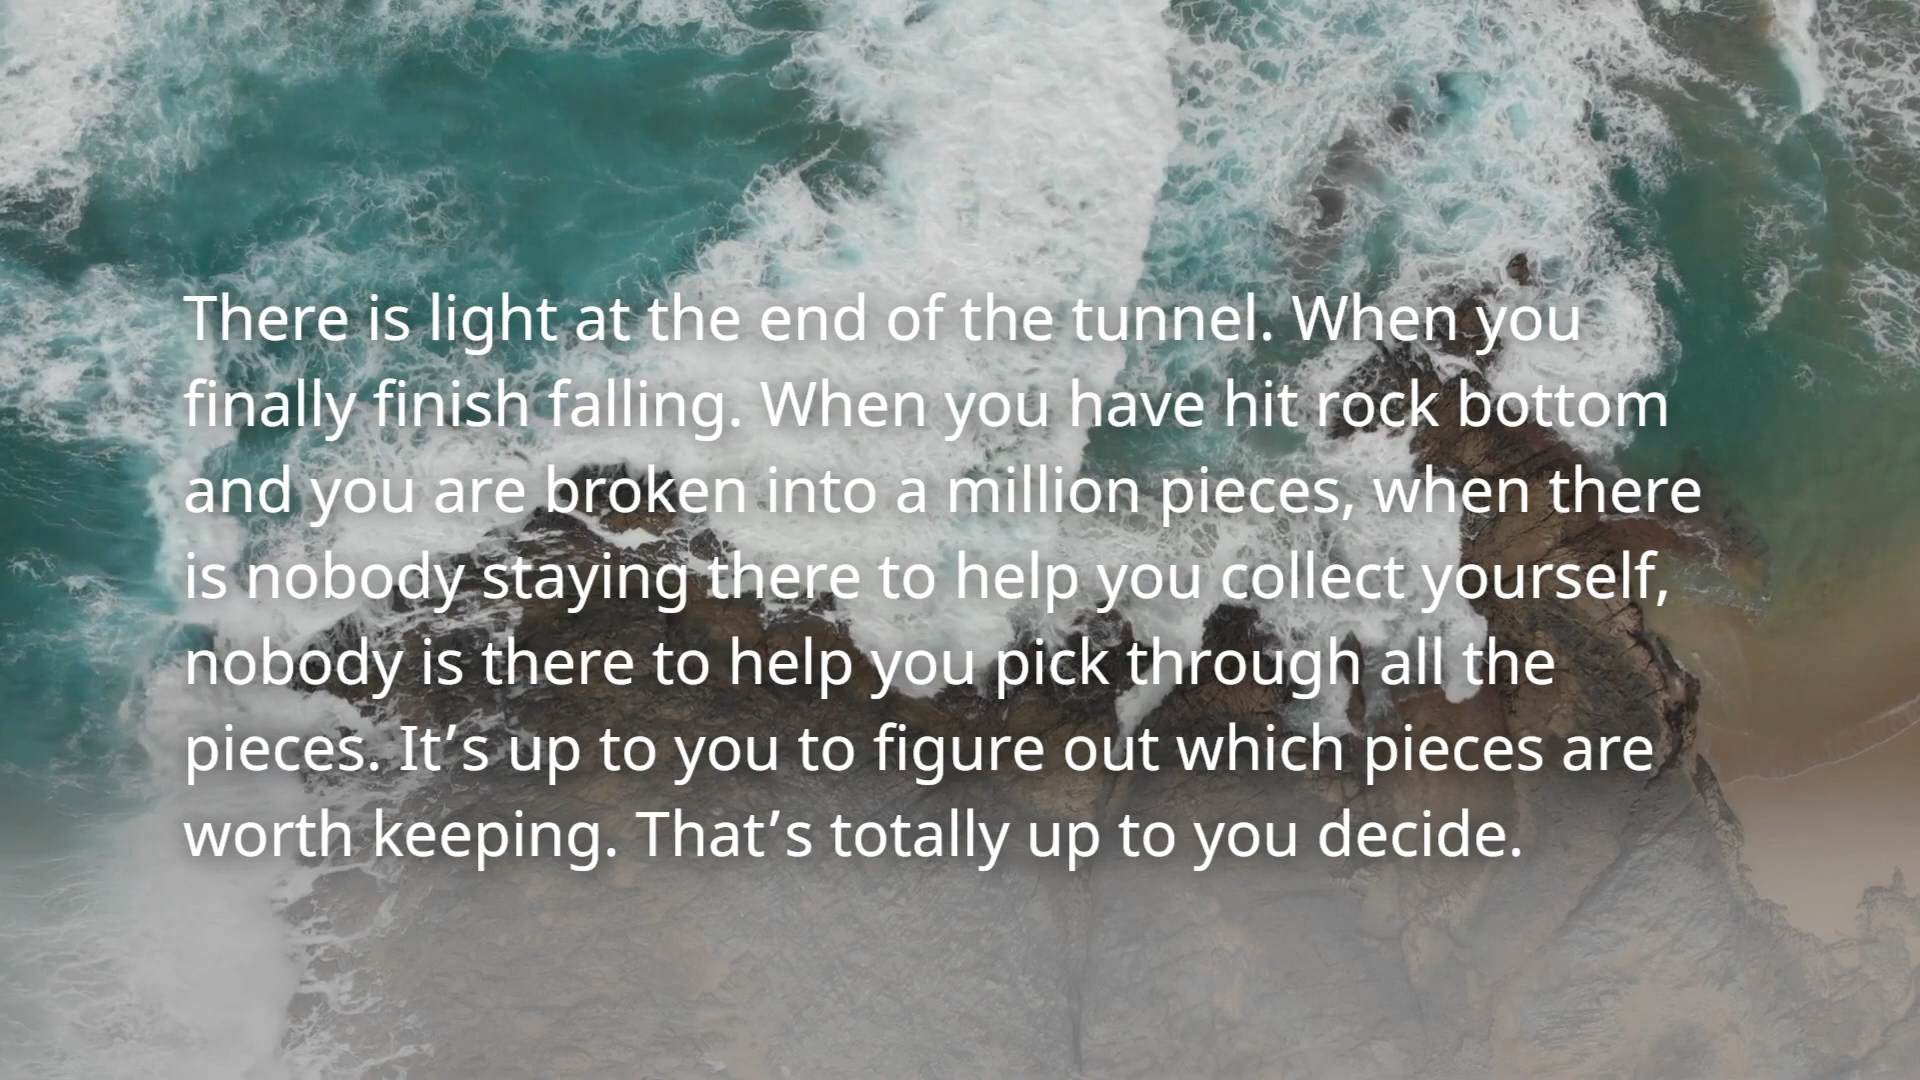 There is light at the end of the tunnel. When you
finally finish falling. When you have hit rock bottom
and you are broken into a million pieces, when there
is nobody staying there to help you collect yourself,
nobody is there to help you pick through all the
pieces. It’s up to you to figure out which pieces are
worth keeping. That’s totally up to you decide.